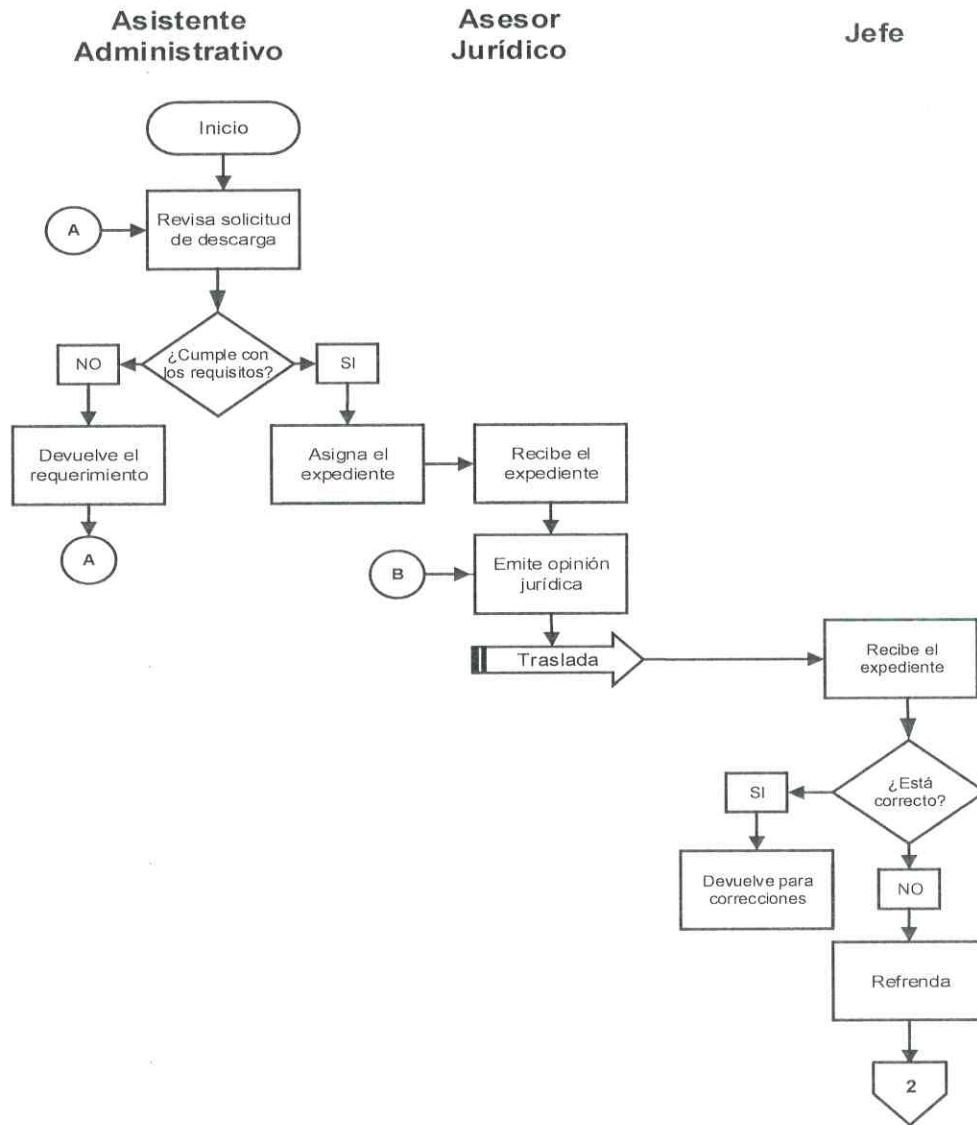 Asistente
Administrativo
Asesor
Jurídico
Jefe
Inicio
A
Revisa solicitud
de descarga
NO
¿Cumple con
los requisitos?
SI
Devuelve el
requerimiento
Asigna el
expediente
Recibe el
expediente
A
B
Emite opinión
jurídica
Traslada
Recibe el
expediente
SI
¿Está
correcto?
Devuelve para
correcciones
NO
Refrenda
2